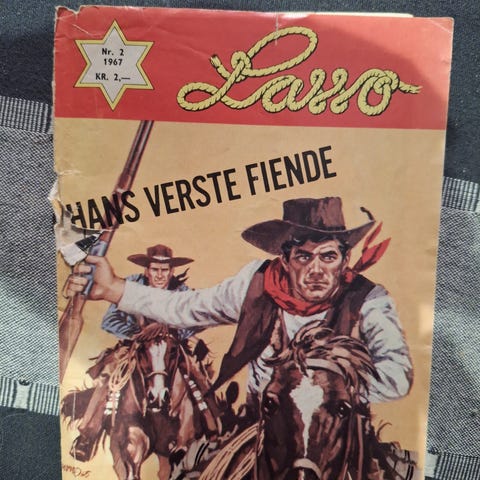 Nr. 2
1967
KR. 2,—
Lasso
HANS VERSTE FIENDE